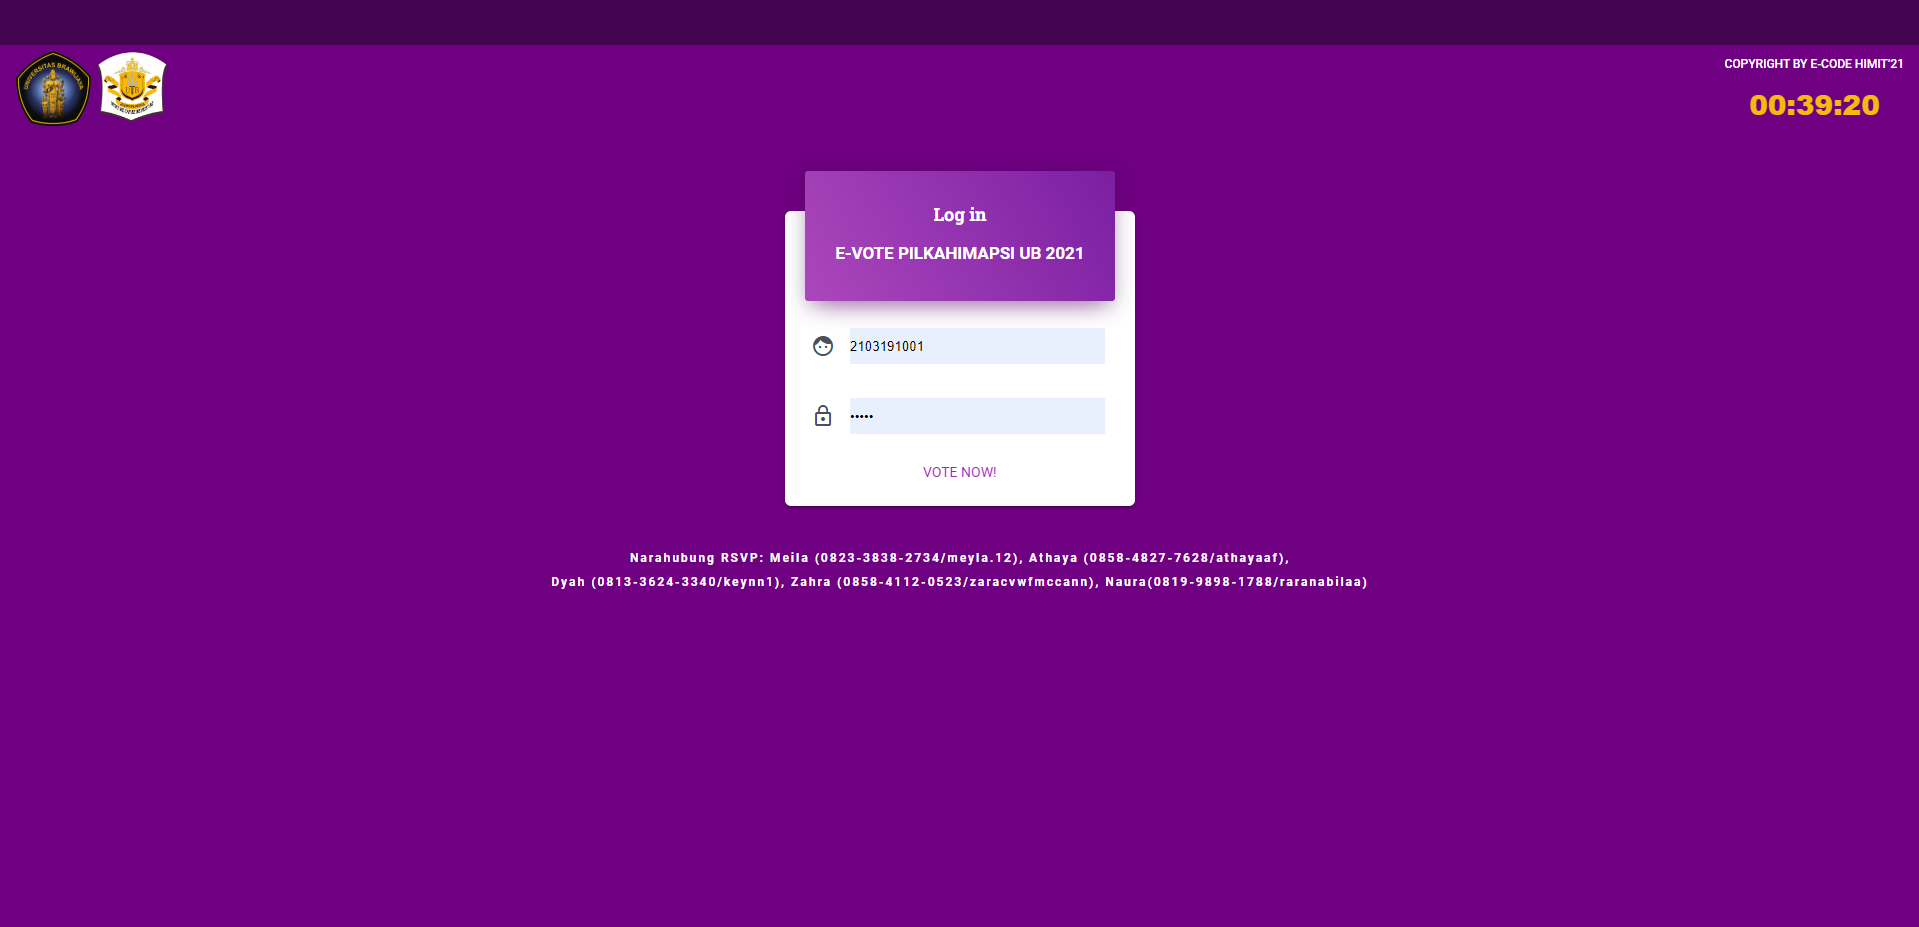 UNIVERSITAS BRAWIJAYA
COPYRIGHT BY E-CODE HIMIT'21
00:39:20
Log in
E-VOTE PILKAHIMAPSI UB 2021
2103191001
•••••
VOTE NOW!
Narahubung RSVP: Meila (0823-3838-2734/meyla.12), Athaya (0858-4827-7628/athayaaf),
Dyah (0813-3624-3340/keynn1), Zahra (0858-4112-0523/zaracvwfmccann), Naura(0819-9898-1788/raranabilaa)